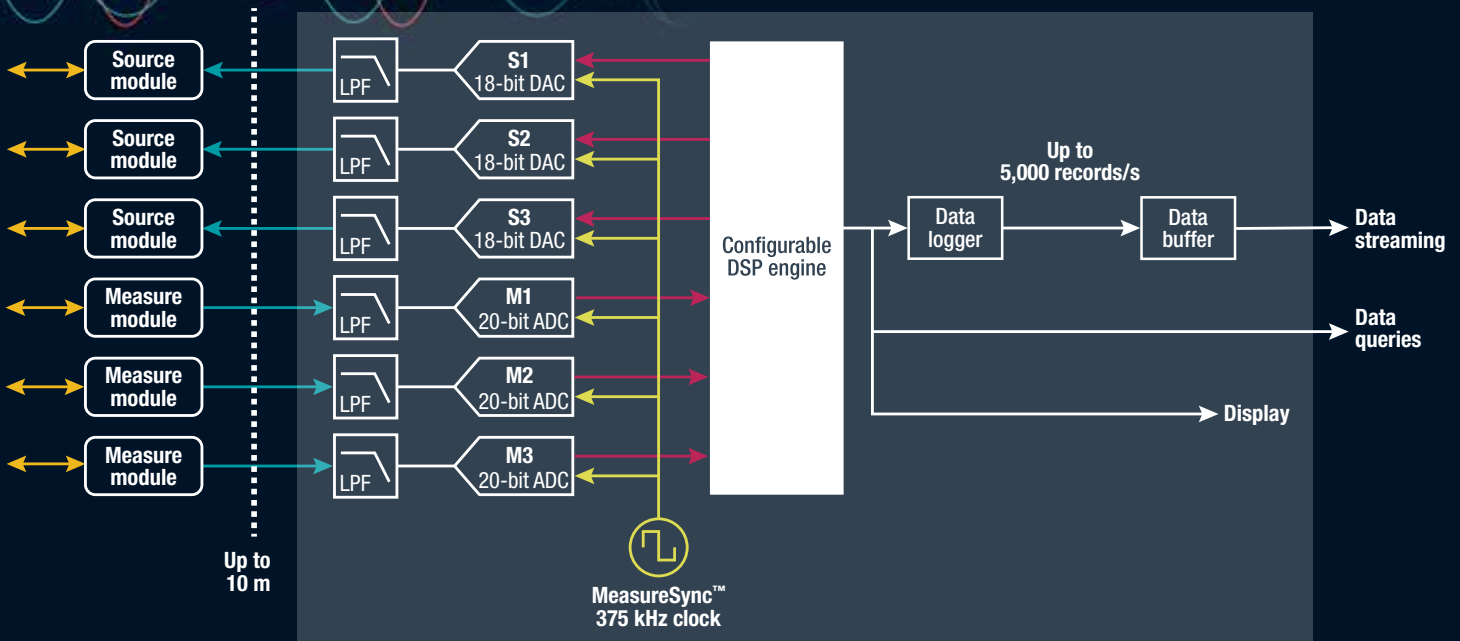 Source
module
LPF
S1
18-bit DAC
Source
module
LPF
S2
18-bit DAC
Source
module
LPF
S3
18-bit DAC
Measure
module
LPF
M1
20-bit ADC
Measure
module
LPF
M2
20-bit ADC
Measure
module
LPF
M3
20-bit ADC
Up to
10 m
MeasureSync™
375 kHz clock
Configurable
DSP engine
Up to
5,000 records/s
Data
logger
Data
buffer
Data
streaming
Data
queries
Display